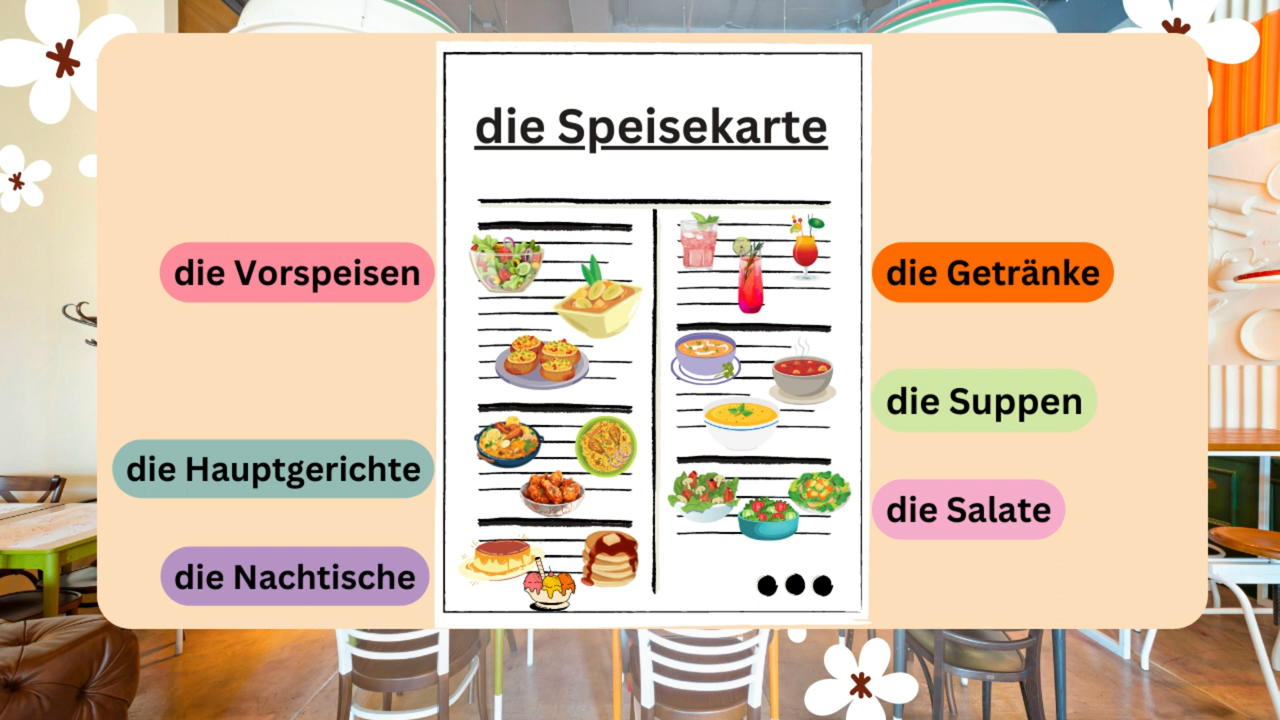 die Speisekarte
die Vorspeisen
die Hauptgerichte
die Nachtische
die Getränke
die Suppen
die Salate